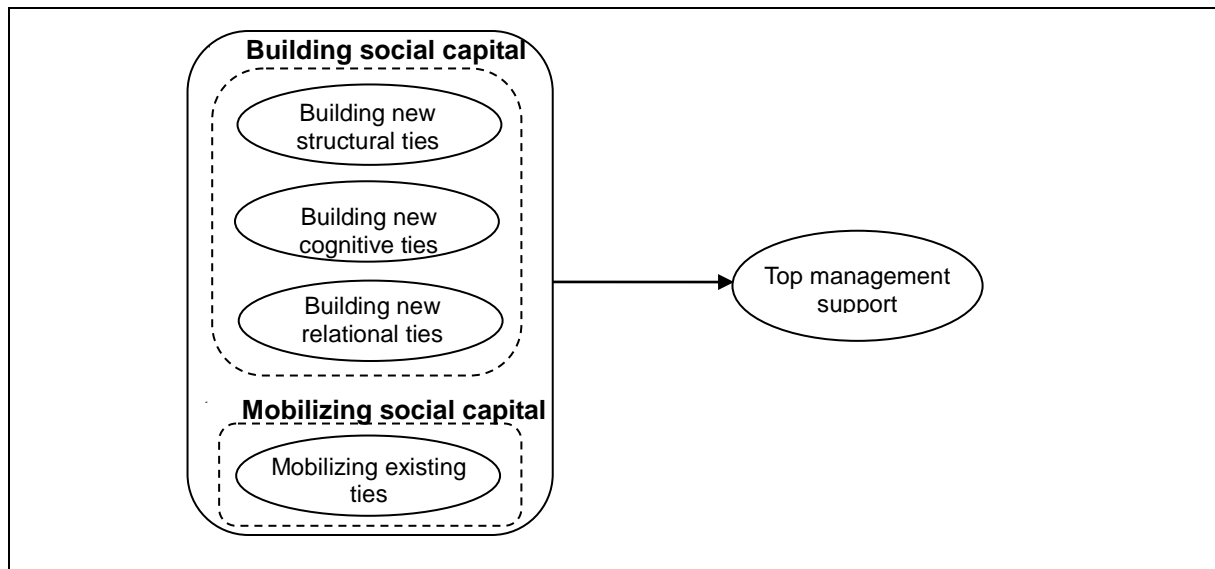 Building social capital
Building new
structural ties
Building new
cognitive ties
Building new
relational ties
Mobilizing social capital
Mobilizing existing
ties
Top management
support